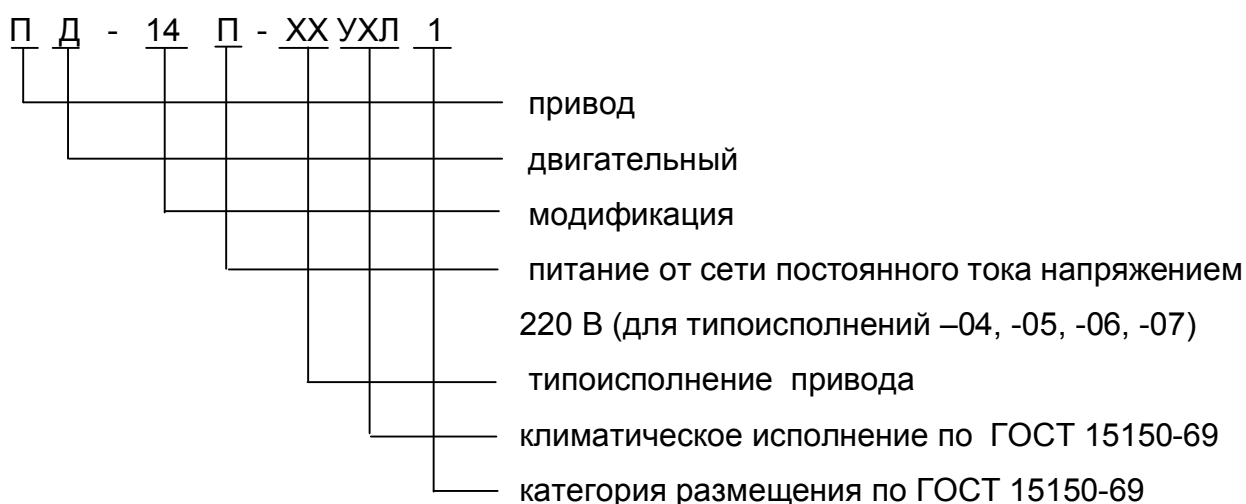 П Д - 14 П - ХХ УХЛ 1
привод
двигательный
модификация
питание от сети постоянного тока напряжением
220 В (для типоисполнений –04, -05, -06, -07)
типоисполнение привода
климатическое исполнение по ГОСТ 15150-69
категория размещения по ГОСТ 15150-69